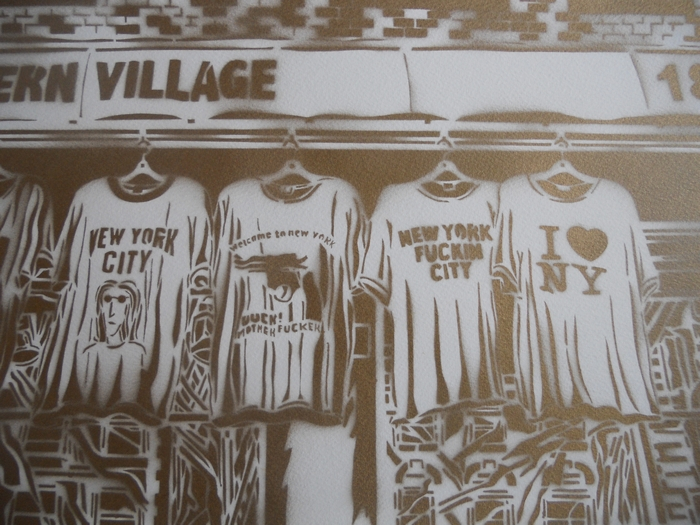 ERN VILLAGE
18
NEW YORK
CITY
Welcome to new york
DUCK!
MOTHER FUCKER
NEW YORK
FUCKIN
CITY
I ♥
NY